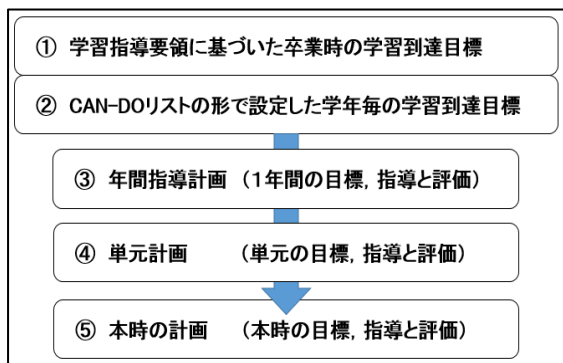 ① 学習指導要領に基づいた卒業時の学習到達目標
② CAN-DOリストの形で設定した学年毎の学習到達目標
③ 年間指導計画 (1年間の目標, 指導と評価)
④ 単元計画 (単元の目標, 指導と評価)
⑤ 本時の計画 (本時の目標, 指導と評価)